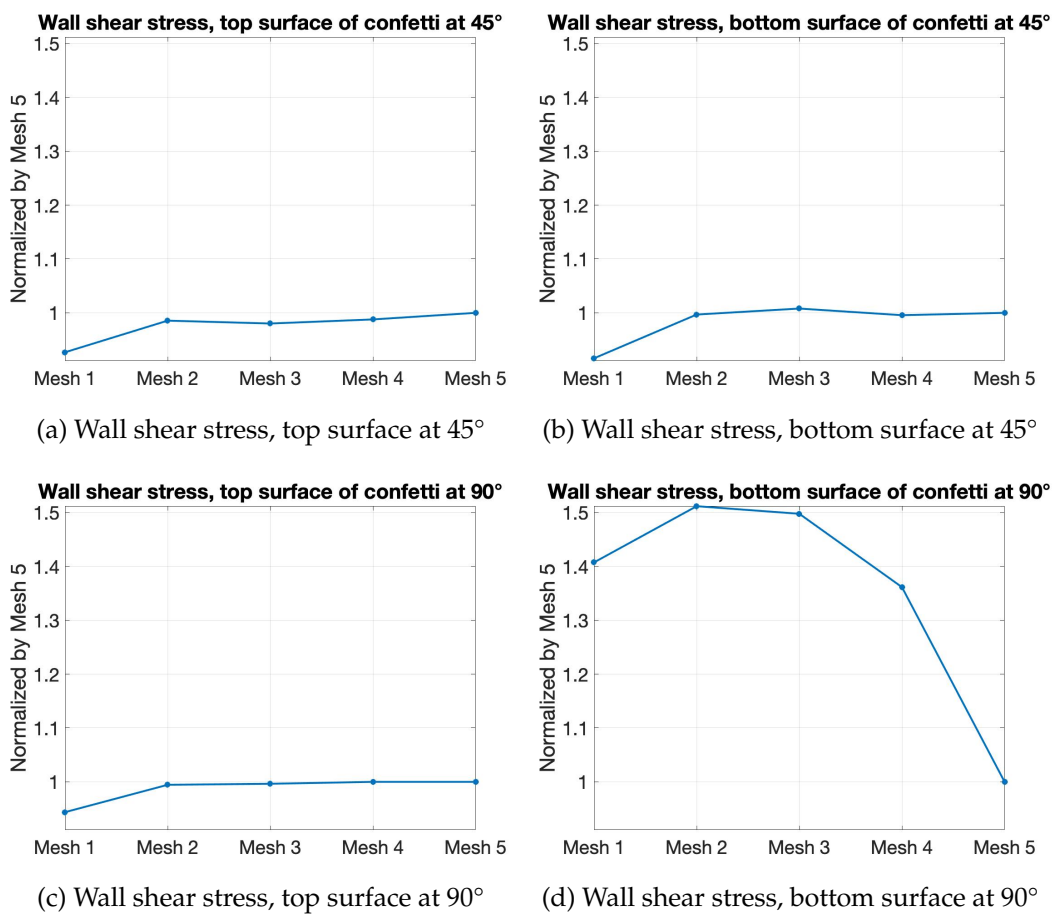 Wall shear stress, top surface of confetti at 45°
Normalized by Mesh 5
1.5
1.4
1.3
1.2
1.1
1
Mesh 1 Mesh 2 Mesh 3 Mesh 4 Mesh 5
(a) Wall shear stress, top surface at 45°
Wall shear stress, bottom surface of confetti at 45°
Normalized by Mesh 5
1.5
1.4
1.3
1.2
1.1
1
Mesh 1 Mesh 2 Mesh 3 Mesh 4 Mesh 5
(b) Wall shear stress, bottom surface at 45°
Wall shear stress, top surface of confetti at 90°
Normalized by Mesh 5
1.5
1.4
1.3
1.2
1.1
1
Mesh 1 Mesh 2 Mesh 3 Mesh 4 Mesh 5
(c) Wall shear stress, top surface at 90°
Wall shear stress, bottom surface of confetti at 90°
Normalized by Mesh 5
1.5
1.4
1.3
1.2
1.1
1
Mesh 1 Mesh 2 Mesh 3 Mesh 4 Mesh 5
(d) Wall shear stress, bottom surface at 90°